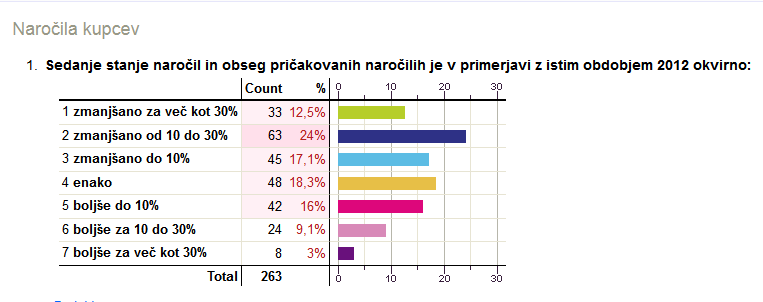 Naročila kupcev
1. Sedanje stanje naročil in obseg pričakovanih naročilih je v primerjavi z istim obdobjem 2012 okvirno:
Count % 0 10 20 30
1 zmanjšano za več kot 30% 33 12,5%
2 zmanjšano od 10 do 30% 63 24%
3 zmanjšano do 10% 45 17,1%
4 enako 48 18,3%
5 boljše do 10% 42 16%
6 boljše za 10 do 30% 24 9,1%
7 boljše za več kot 30% 8 3%
Total 263 0 10 20 30